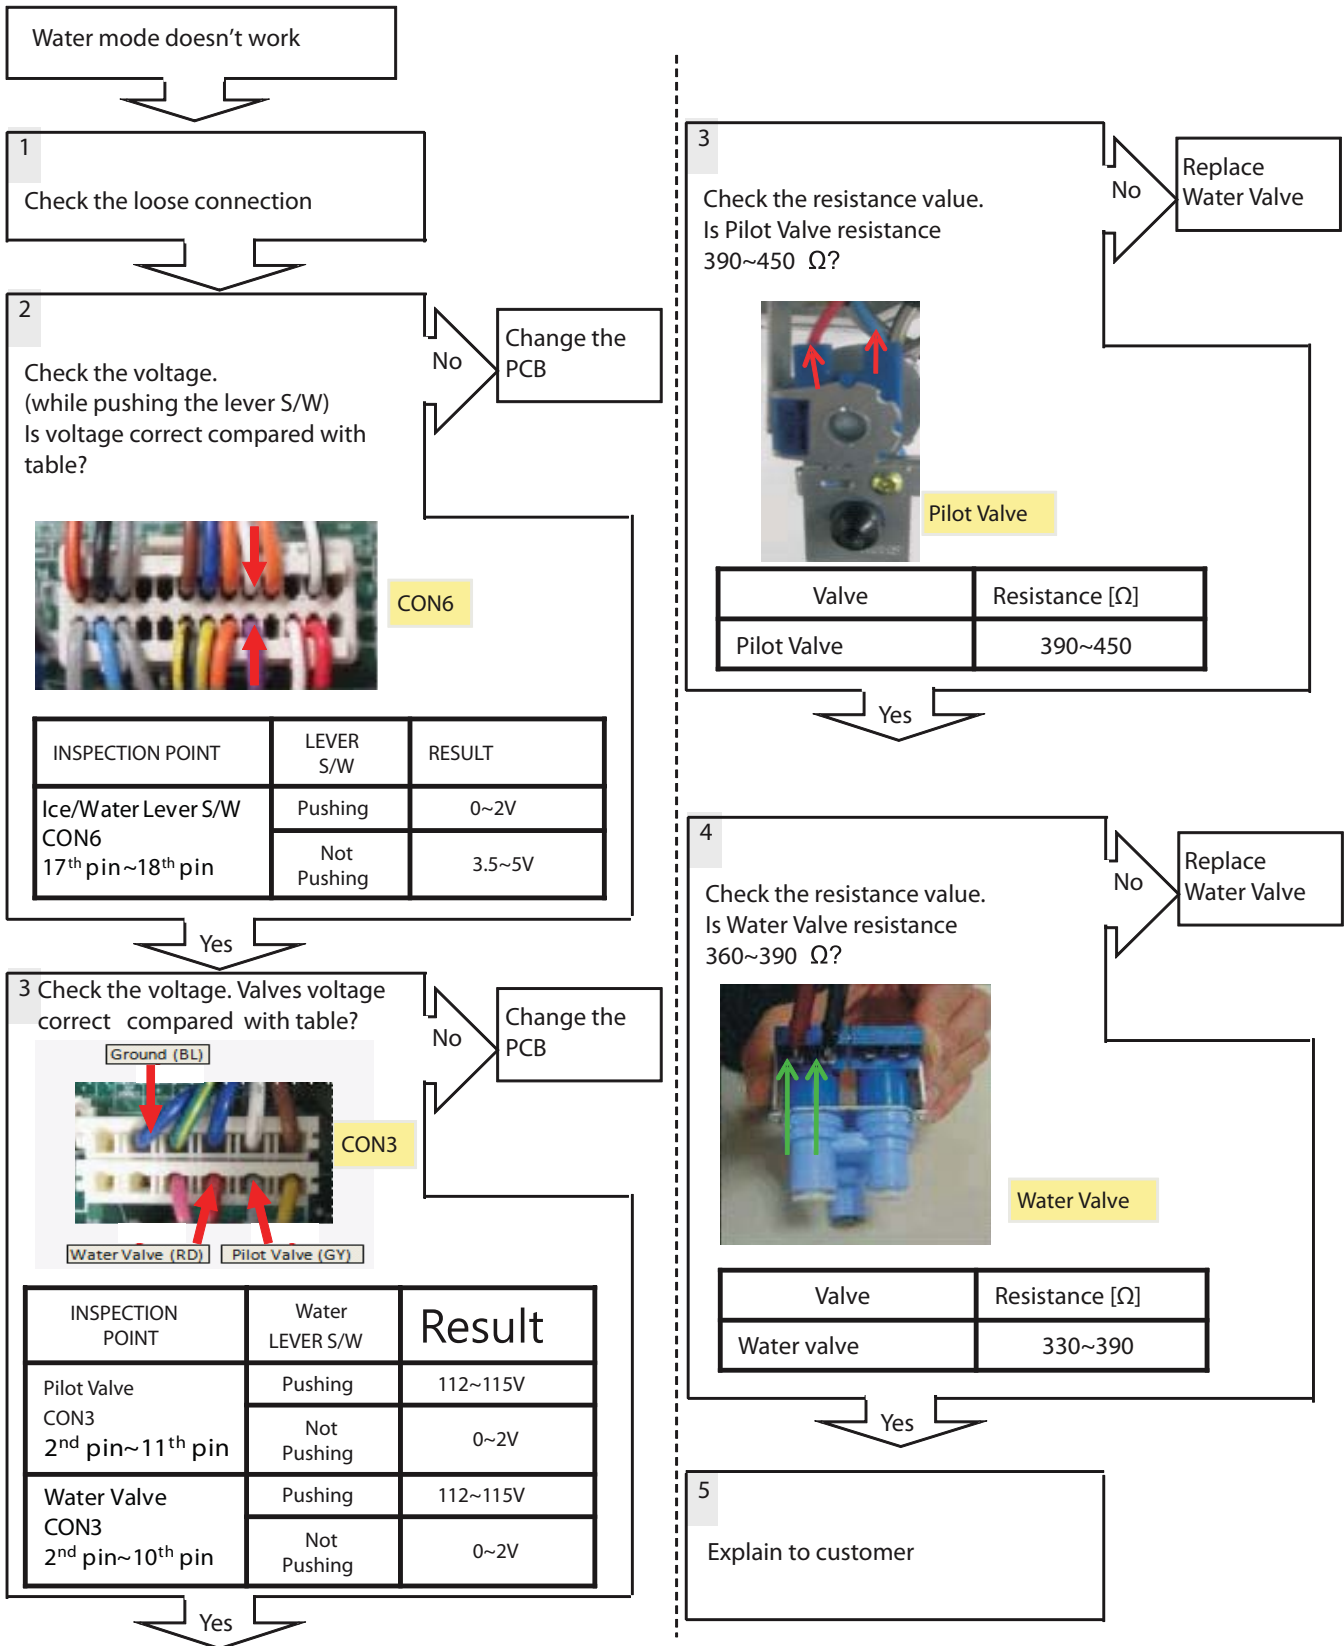 Water mode doesn't work
1
Check the loose connection
2
Check the voltage.
(while pushing the lever S/W)
Is voltage correct compared with
table?
No
Change the
PCB
CON6
INSPECTION POINT
LEVER
S/W
RESULT
Ice/Water Lever S/W
CON6
17th pin~18th pin
Pushing
0~2V
Not
Pushing
3.5~5V
Yes
3 Check the voltage. Valves voltage
correct compared with table?
No
Change the
PCB
Ground (BL)
CON3
Water Valve (RD)
Pilot Valve (GY)
INSPECTION
POINT
Water
LEVER S/W
Result
Pilot Valve
CON3
2nd pin~11th pin
Pushing
112~115V
Not
Pushing
0~2V
Water Valve
CON3
2nd pin~10th pin
Pushing
112~115V
Not
Pushing
0~2V
Yes
3
Check the resistance value.
Is Pilot Valve resistance
390~450 Ω?
No
Replace
Water Valve
Pilot Valve
Valve
Resistance [Ω]
Pilot Valve
390~450
Yes
4
Check the resistance value.
Is Water Valve resistance
360~390 Ω?
No
Replace
Water Valve
Water Valve
Valve
Resistance [Ω]
Water valve
330~390
Yes
5
Explain to customer